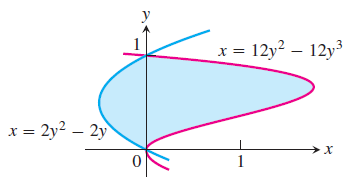 y
1
x = 12y² – 12y³
x = 2y² – 2y
x
0
1